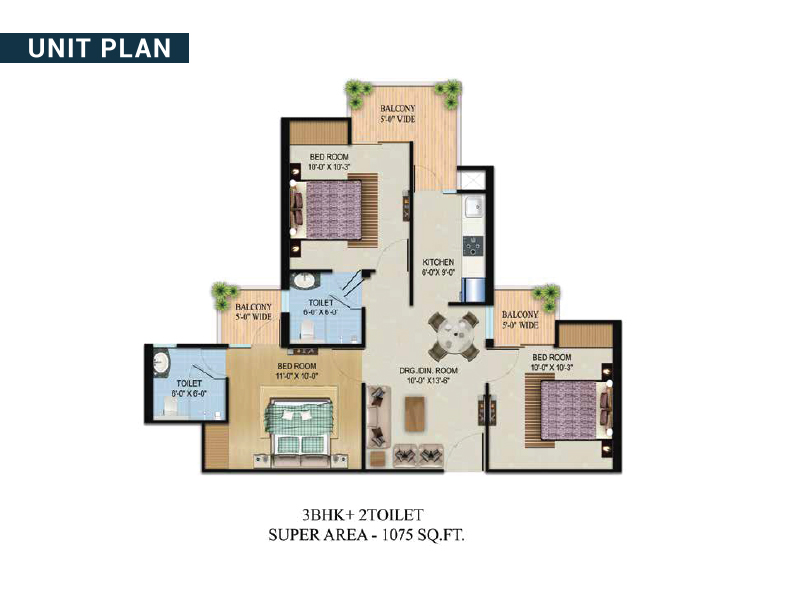 UNIT PLAN
BALCONY
5'-0" WIDE
BED ROOM
10'-0" X 10'-3"
KITCHEN
6'-0"X 9'-0"
TOILET
6'-0" X 6'-0"
BALCONY
5'-0" WIDE
BALCONY
5'-0" WIDE
BED ROOM
11'-0" X 10'-0"
DRG./DIN. ROOM
10'-0" X13'-6"
BED ROOM
10'-0" X 10'-3"
TOILET
6'-0" X 6'-0"
3BHK+ 2TOILET
SUPER AREA - 1075 SQ.FT.